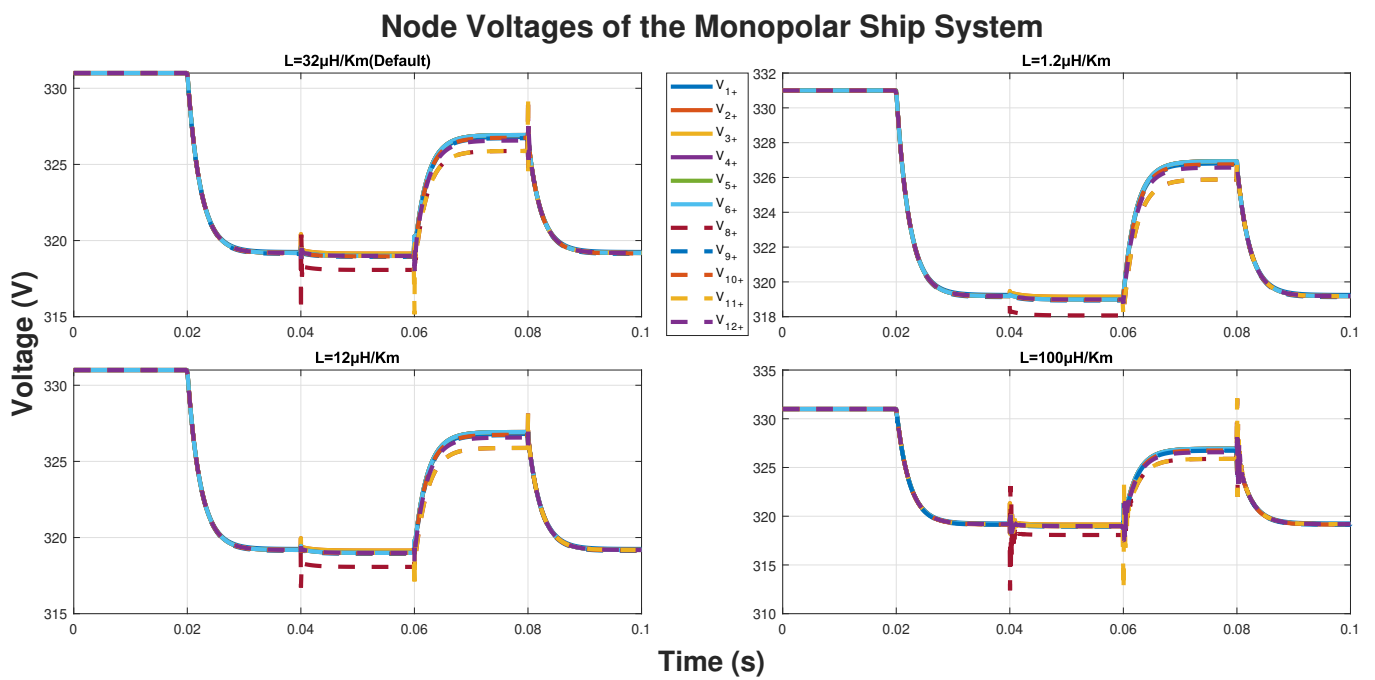 Node Voltages of the Monopolar Ship System
L=32μH/Km(Default)
330
325
320
315
0
0.02
0.04
0.06
0.08
0.1
V1+
V2+
V3+
V4+
V5+
V6+
V8+
V9+
V10+
V11+
V12+
L=1.2μH/Km
332
330
328
326
324
322
320
318
0
0.02
0.04
0.06
0.08
0.1
Voltage (V)
L=12μH/Km
330
325
320
315
0
0.02
0.04
0.06
0.08
0.1
L=100μH/Km
335
330
325
320
315
310
0
0.02
0.04
0.06
0.08
0.1
Time (s)